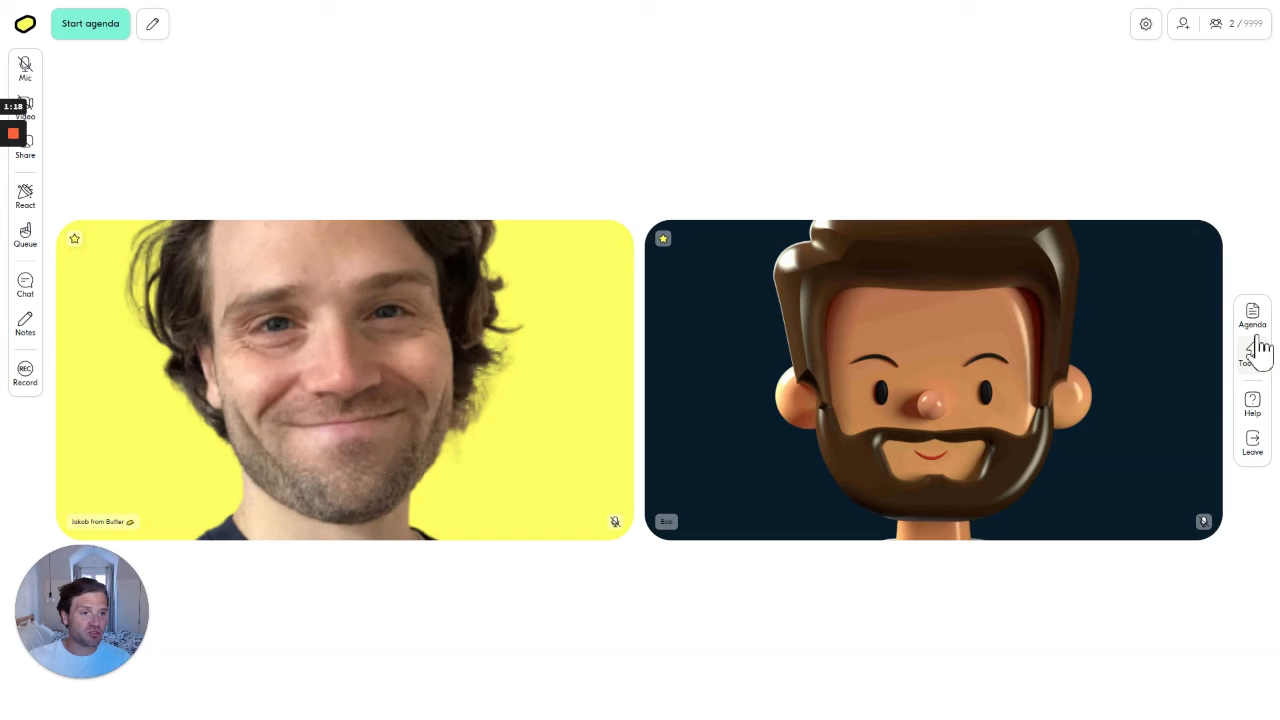 Start agenda
2 / 9999
Mic
1:18
Video
Share
React
Queue
Chat
Notes
REC
Record
Agenda
Help
Leave
Jakob from Butter
Bob